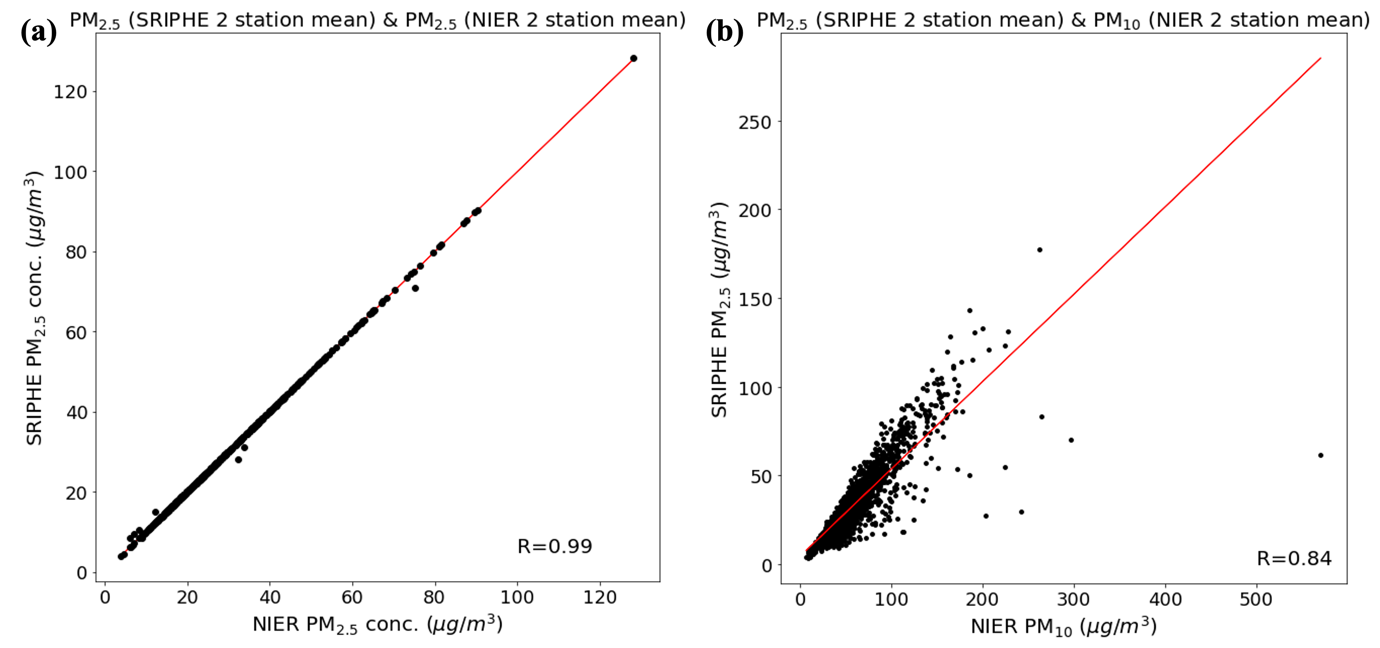 (a)
PM2.5 (SRIPHE 2 station mean) & PM2.5 (NIER 2 station mean)
120
100
80
60
40
20
0
SRIPHE PM2.5 conc. (μg/m³)
R=0.99
0 20 40 60 80 100 120
NIER PM2.5 conc. (μg/m³)
(b)
PM2.5 (SRIPHE 2 station mean) & PM10 (NIER 2 station mean)
250
200
150
100
50
0
SRIPHE PM2.5 (μg/m³)
R=0.84
0 100 200 300 400 500
NIER PM10 (μg/m³)